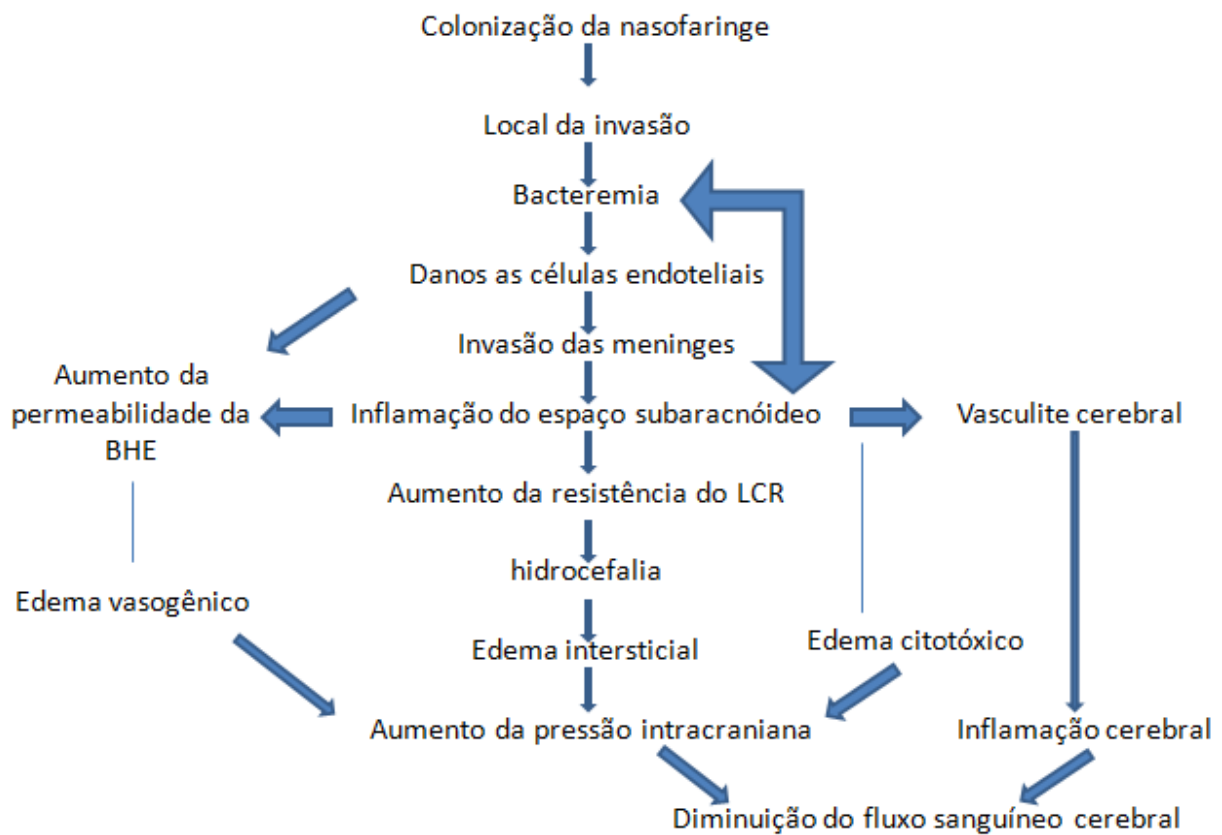 Colonização da nasofaringe
Local da invasão
Bacteremia
Danos as células endoteliais
Invasão das meninges
Aumento da
permeabilidade da
BHE
Inflamação do espaço subaracnóideo
Vasculite cerebral
Aumento da resistência do LCR
hidrocefalia
Edema vasogênico
Edema intersticial
Edema citotóxico
Aumento da pressão intracraniana
Inflamação cerebral
Diminuição do fluxo sanguíneo cerebral